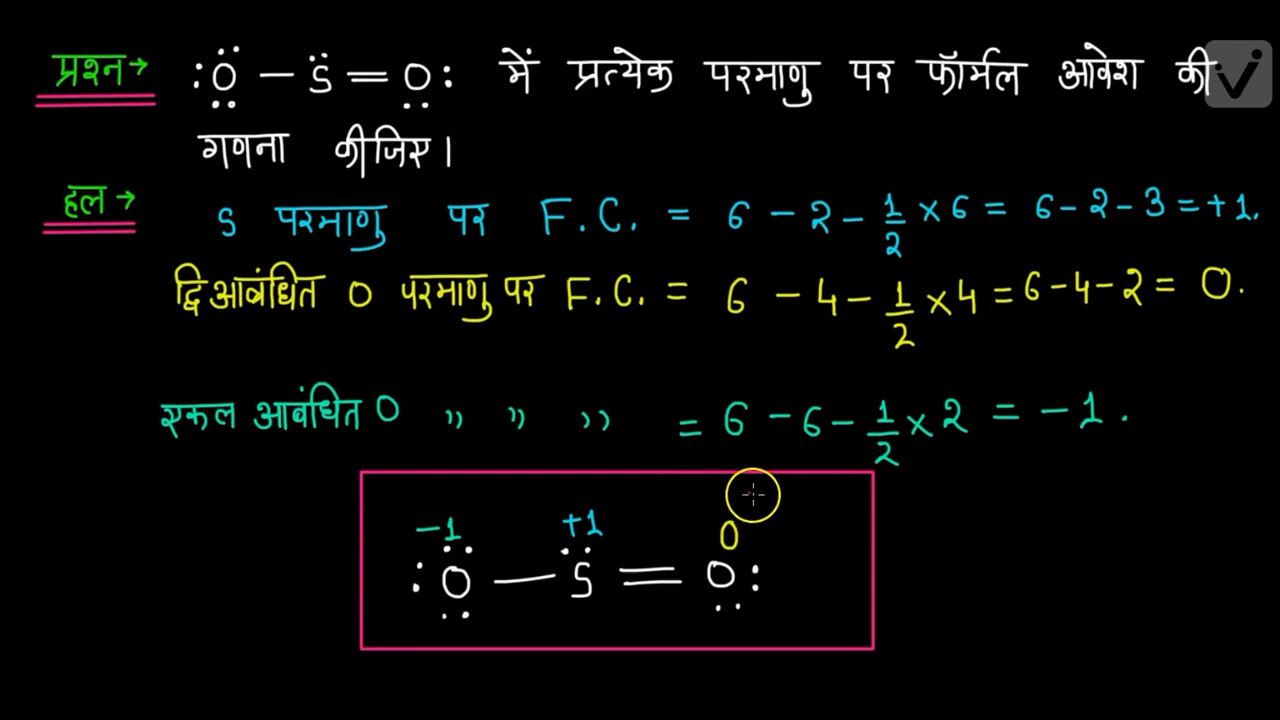 प्रश्न → :Ö̤ — S̈ = O̤: में प्रत्येक परमाणु पर फॉर्मल आवेश की
गणना कीजिए।
हल → S परमाणु पर F.C. = 6 - 2 - 1/2 × 6 = 6 - 2 - 3 = +1.
द्विआबंधित O परमाणु पर F.C. = 6 - 4 - 1/2 × 4 = 6 - 4 - 2 = 0.
एकल आबंधित O ,, ,, ,, = 6 - 6 - 1/2 × 2 = -1.
-1 +1 0
:Ö̤ — S̈ = O̤: